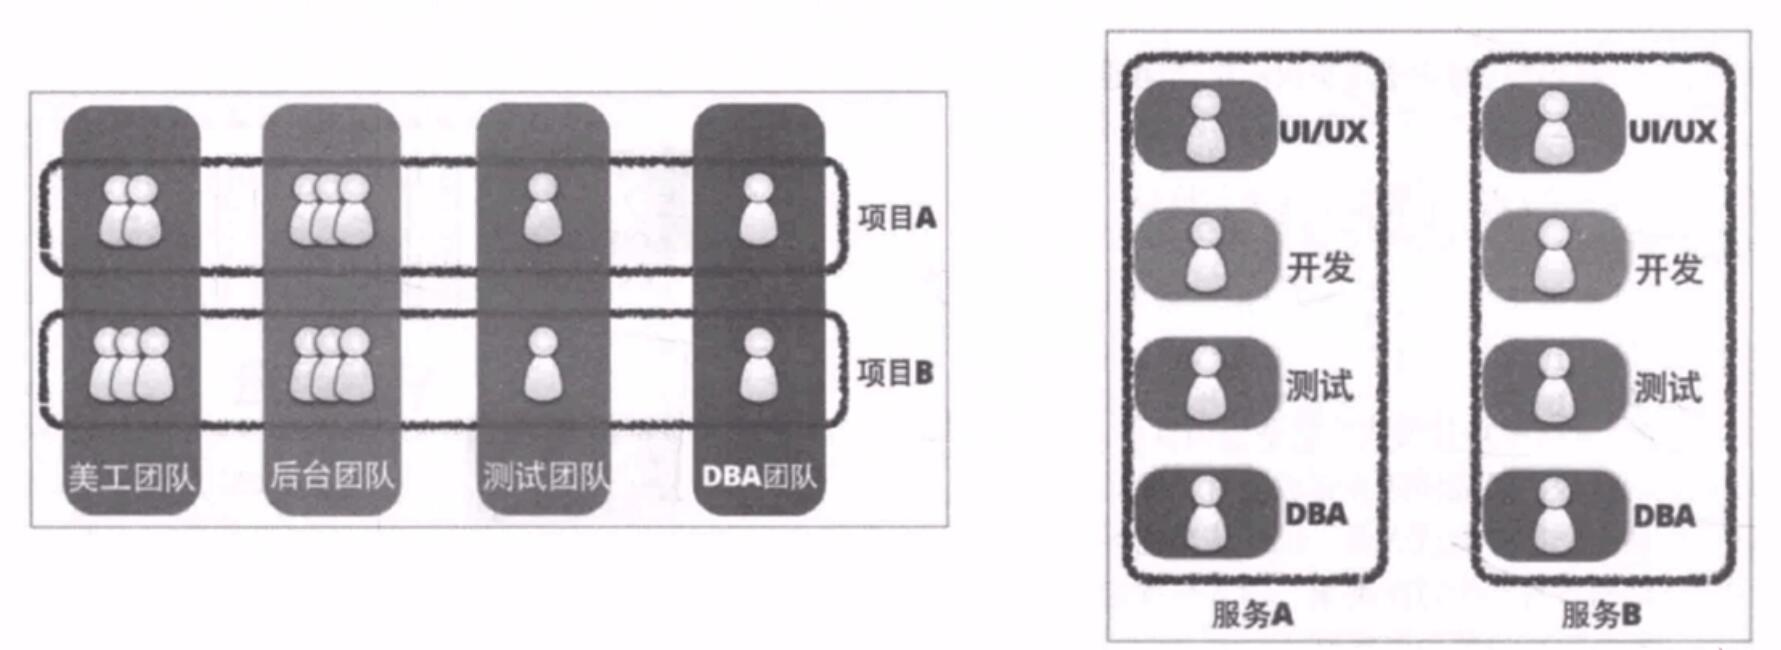 项目A
项目B
美工团队
后台团队
测试团队
DBA团队
UI/UX
开发
测试
DBA
服务A
UI/UX
开发
测试
DBA
服务B